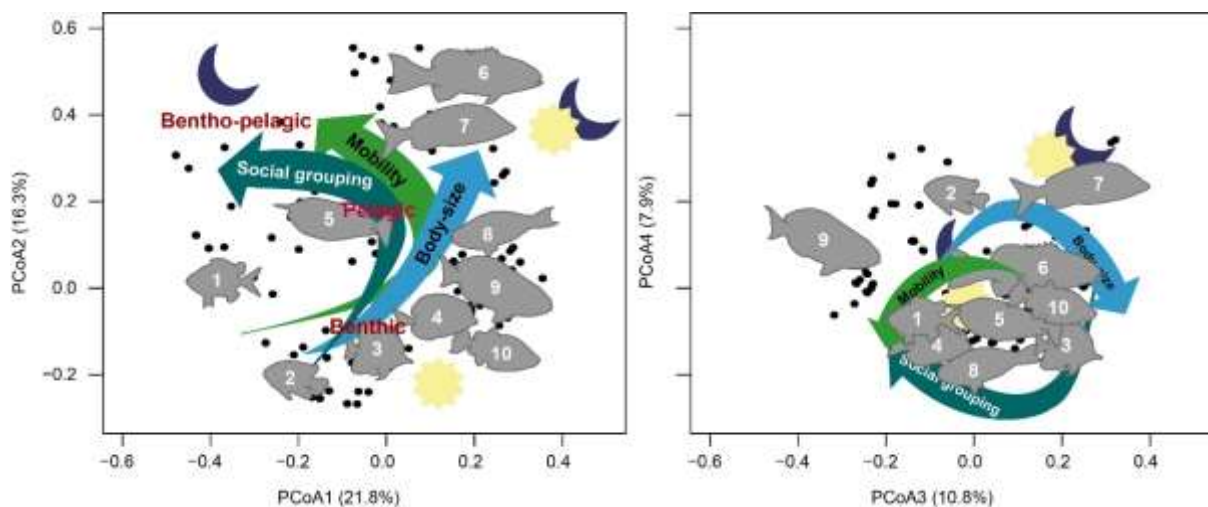 0.6
0.4
0.2
0.0
−0.2
PCoA2 (16.3%)
6
7
Bentho-pelagic
Mobility
Social grouping
5
Pelagic
Body-size
8
1
9
Benthic
4
3
10
2
−0.6
−0.4
−0.2
0.0
0.2
0.4
PCoA1 (21.8%)
PCoA4 (7.9%)
2
7
9
Body-size
6
Mobility
10
1
5
4
3
8
Social grouping
−0.6
−0.4
−0.2
0.0
0.2
0.4
PCoA3 (10.8%)